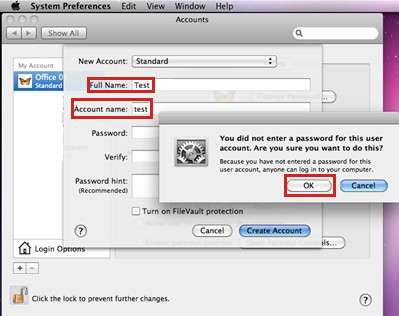 System Preferences Edit View Window Help
Accounts
Show All
My Account
Office 0
Standard
New Account: Standard
Full Name: Test
Account name: test
Password:
Verify:
Password hint:
(Recommended)
Turn on FileVault protection
Cancel
Create Account
You did not enter a password for this user
account. Are you sure you want to do this?
Because you have not entered a password for this
user account, anyone can log in to your computer.
OK
Cancel
Login Options
+ −
?
?
Click the lock to prevent further changes.